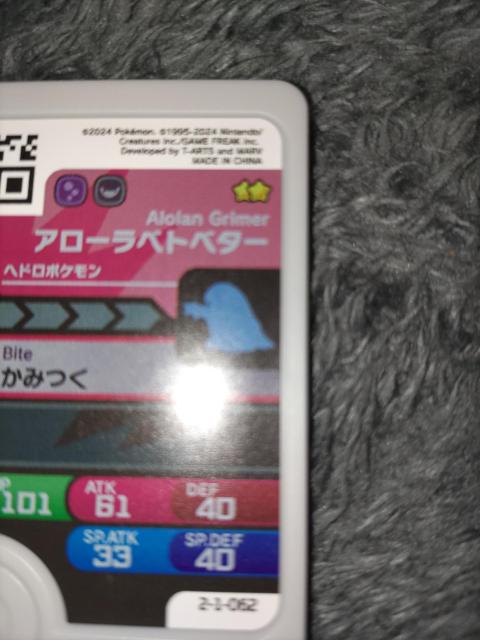 ©2024 Pokémon. ©1995-2024 Nintendo/
Creatures Inc./GAME FREAK inc.
Developed by T-ARTS and MARV
MADE IN CHINA
Alolan Grimer
アローラベトベター
ヘドロポケモン
Bite
かみつく
101
ATK
61
DEF
40
SP.ATK
33
SP.DEF
40
2-1-062